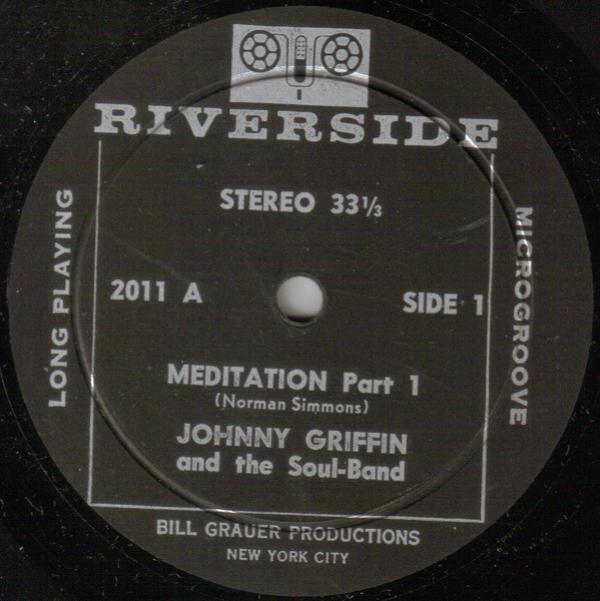 RIVERSIDE
STEREO 33⅓
LONG PLAYING
MICROGROOVE
2011 A
SIDE 1
MEDITATION Part 1
(Norman Simmons)
JOHNNY GRIFFIN
and the Soul-Band
BILL GRAUER PRODUCTIONS
NEW YORK CITY